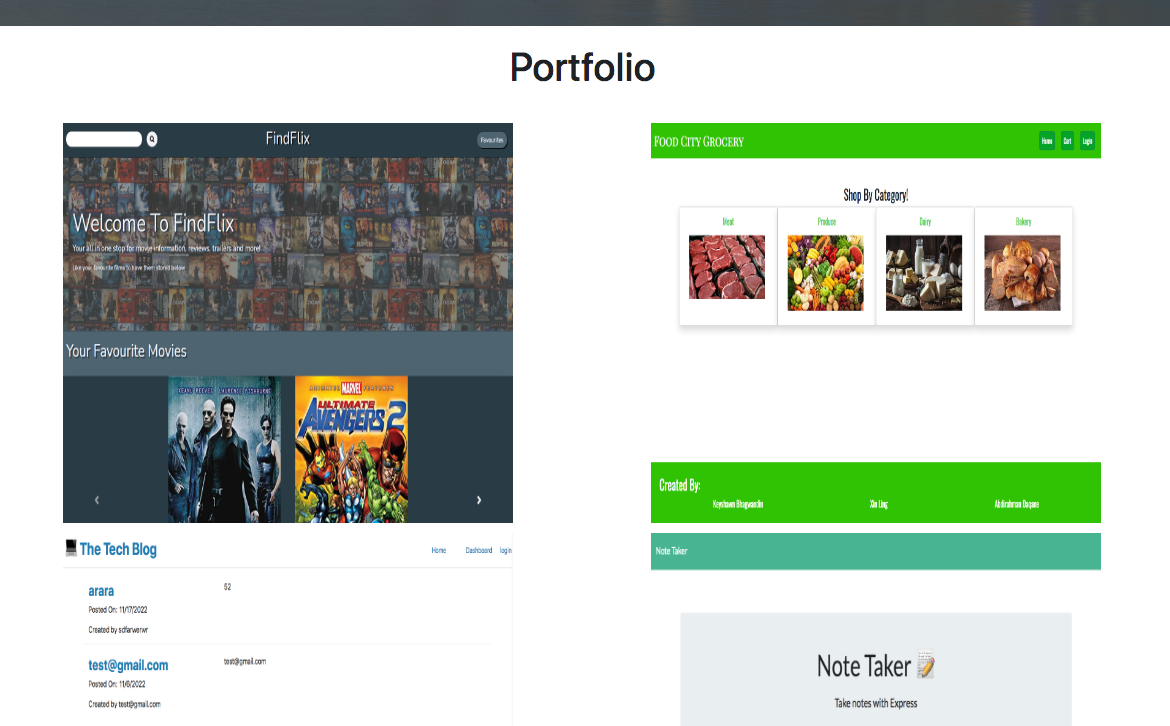 Portfolio
FindFlix
Favourites
Welcome To FindFlix
Your all in one stop for movie information, reviews, trailers and more!
Like your favourite films to have them stored below
Your Favourite Movies
KEANU REEVES LAURENCE FISHBURNE
ANIMATED MARVEL FEATURES
ULTIMATE
AVENGERS 2
FOOD CITY GROCERY
Home Cart Login
Shop By Category!
Meat Produce Dairy Bakery
Created By:
Keyshawn Bhagwandin Xin Ling Abdirahman Dagane
The Tech Blog
Home Dashboard login
arara 52
Posted On: 11/17/2022
Created by sdfarwerwr
test@gmail.com test@gmail.com
Posted On: 11/6/2022
Created by test@gmail.com
Note Taker
Note Taker
Take notes with Express